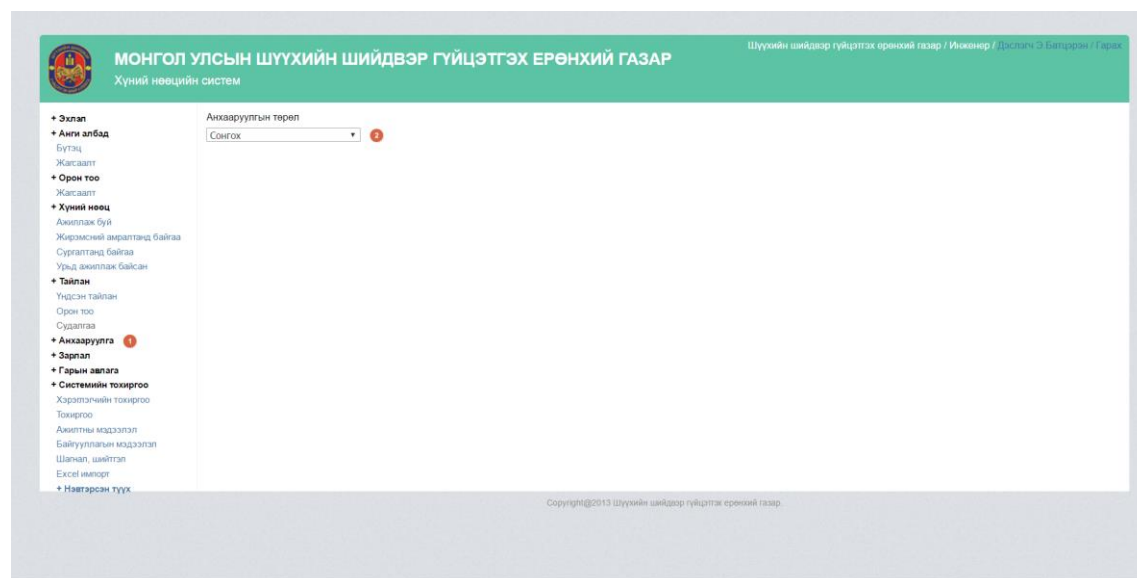 Шүүхийн шийдвэр гүйцэтгэх ерөнхий газар / Инженер / Дэслэгч Э.Батцэрэн / Гарах
МОНГОЛ УЛСЫН ШҮҮХИЙН ШИЙДВЭР ГҮЙЦЭТГЭХ ЕРӨНХИЙ ГАЗАР
Хүний нөөцийн систем
+ Эхлэл
+ Анги албад
Бүтэц
Жагсаалт
+ Орон тоо
Жагсаалт
+ Хүний нөөц
Ажиллаж буй
Жирэмсний амралтанд байгаа
Сургалтанд байгаа
Урьд ажиллаж байсан
+ Тайлан
Үндсэн тайлан
Орон тоо
Судалгаа
+ Анхааруулга 1
+ Зарлал
+ Гарын авлага
+ Системийн тохиргоо
Хэрэглэгчийн тохиргоо
Тохиргоо
Ажилтны мэдээлэл
Байгууллагын мэдээлэл
Шагнал, шийтгэл
Excel импорт
+ Нэвтэрсэн түүх
Анхааруулгын төрөл
Сонгох 2
Copyright@2013 Шүүхийн шийдвэр гүйцэтгэх ерөнхий газар